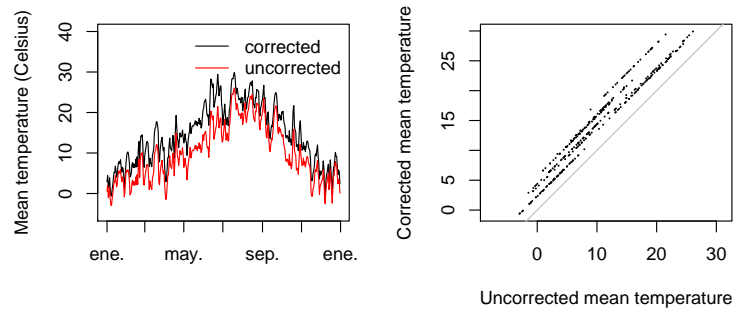 Mean temperature (Celsius)
40
30
20
10
0
corrected
uncorrected
ene.
may.
sep.
ene.
Corrected mean temperature
25
15
5
0
0
10
20
30
Uncorrected mean temperature